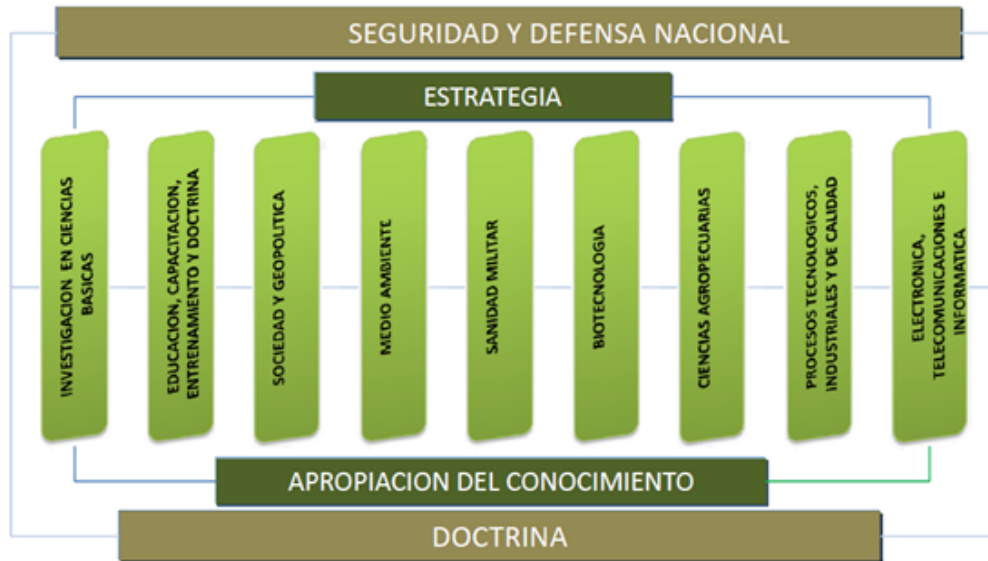 SEGURIDAD Y DEFENSA NACIONAL
ESTRATEGIA
INVESTIGACION EN CIENCIAS
BASICAS
EDUCACION, CAPACITACION,
ENTRENAMIENTO Y DOCTRINA
SOCIEDAD Y GEOPOLITICA
MEDIO AMBIENTE
SANIDAD MILITAR
BIOTECNOLOGIA
CIENCIAS AGROPECUARIAS
PROCESOS TECNOLOGICOS,
INDUSTRIALES Y DE CALIDAD
ELECTRONICA,
TELECOMUNICACIONES E
INFORMATICA
APROPIACION DEL CONOCIMIENTO
DOCTRINA